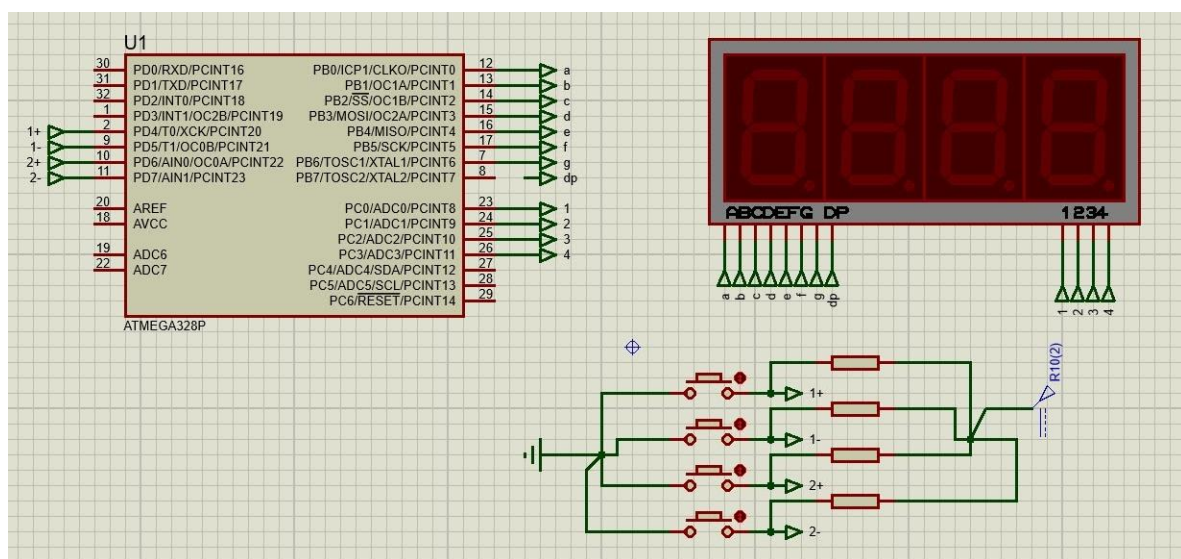 U1
30 PD0/RXD/PCINT16 PB0/ICP1/CLKO/PCINT0 12 a
31 PD1/TXD/PCINT17 PB1/OC1A/PCINT1 13 b
32 PD2/INT0/PCINT18 PB2/SS/OC1B/PCINT2 14 c
1 PD3/INT1/OC2B/PCINT19 PB3/MOSI/OC2A/PCINT3 15 d
1+ 2 PD4/T0/XCK/PCINT20 PB4/MISO/PCINT4 16 e
1- 9 PD5/T1/OC0B/PCINT21 PB5/SCK/PCINT5 17 f
2+ 10 PD6/AIN0/OC0A/PCINT22 PB6/TOSC1/XTAL1/PCINT6 7 g
2- 11 PD7/AIN1/PCINT23 PB7/TOSC2/XTAL2/PCINT7 8 dp
20 AREF PC0/ADC0/PCINT8 23 1
18 AVCC PC1/ADC1/PCINT9 24 2
PC2/ADC2/PCINT10 25 3
19 ADC6 PC3/ADC3/PCINT11 26 4
22 ADC7 PC4/ADC4/SDA/PCINT12 27
PC5/ADC5/SCL/PCINT13 28
PC6/RESET/PCINT14 29
ATMEGA328P
ABCDEFG DP 1234
a b c d e f g dp 1 2 3 4
R10(2)
1+
1-
2+
2-